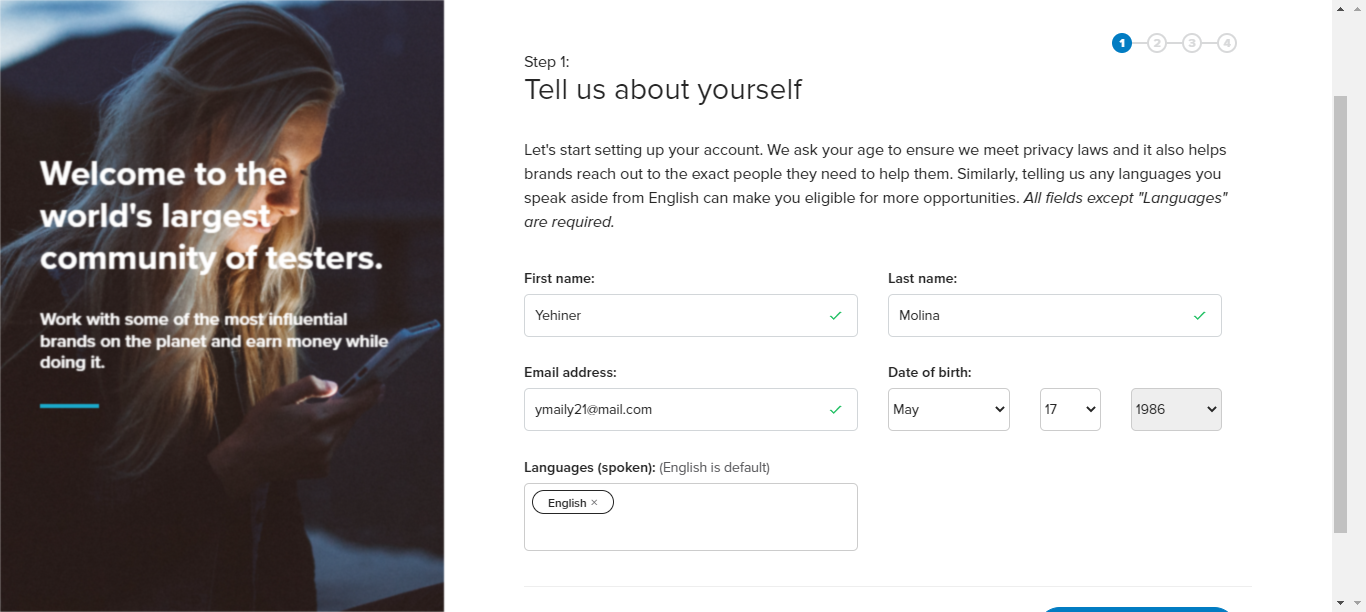 Welcome to the
world's largest
community of testers.
Work with some of the most influential
brands on the planet and earn money while
doing it.
1 2 3 4
Step 1:
Tell us about yourself
Let's start setting up your account. We ask your age to ensure we meet privacy laws and it also helps
brands reach out to the exact people they need to help them. Similarly, telling us any languages you
speak aside from English can make you eligible for more opportunities. All fields except "Languages"
are required.
First name: Last name:
Yehiner Molina
Email address: Date of birth:
ymaily21@mail.com May 17 1986
Languages (spoken): (English is default)
English ×